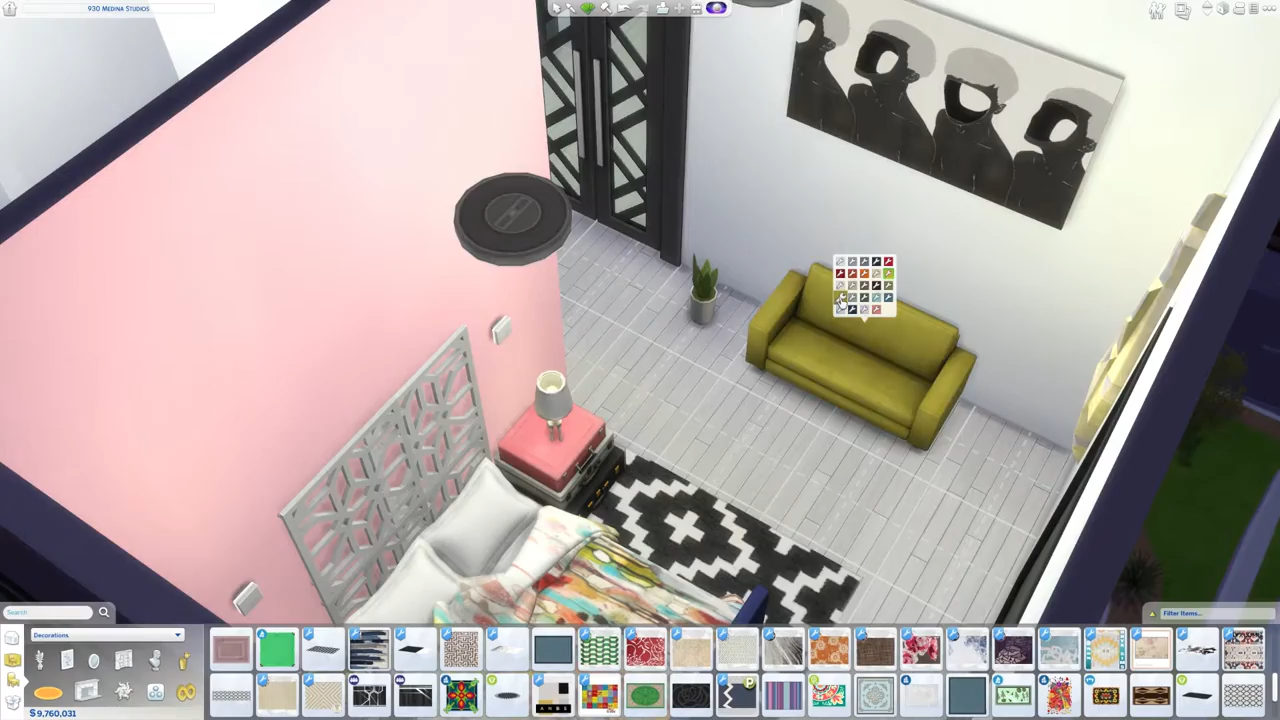 930 Medina Studios
Search
Filter Items...
Decorations
$9,760,031